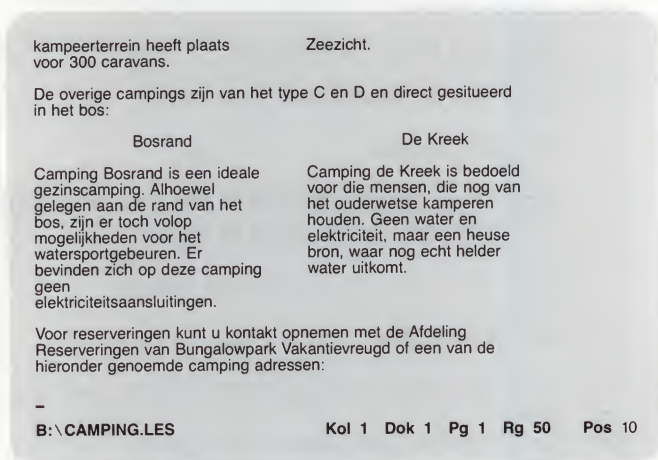 kampeerterrein heeft plaats
voor 300 caravans.
Zeezicht.
De overige campings zijn van het type C en D en direct gesitueerd
in het bos:
Bosrand
Camping Bosrand is een ideale
gezinscamping. Alhoewel
gelegen aan de rand van het
bos, zijn er toch volop
mogelijkheden voor het
watersportgebeuren. Er
bevinden zich op deze camping
geen
elektriciteitsaansluitingen.
De Kreek
Camping de Kreek is bedoeld
voor die mensen, die nog van
het ouderwetse kamperen
houden. Geen water en
elektriciteit, maar een heuse
bron, waar nog echt helder
water uitkomt.
Voor reserveringen kunt u kontakt opnemen met de Afdeling
Reserveringen van Bungalowpark Vakantievreugd of een van de
hieronder genoemde camping adressen:
_
B:\CAMPING.LES Kol 1 Dok 1 Pg 1 Rg 50 Pos 10